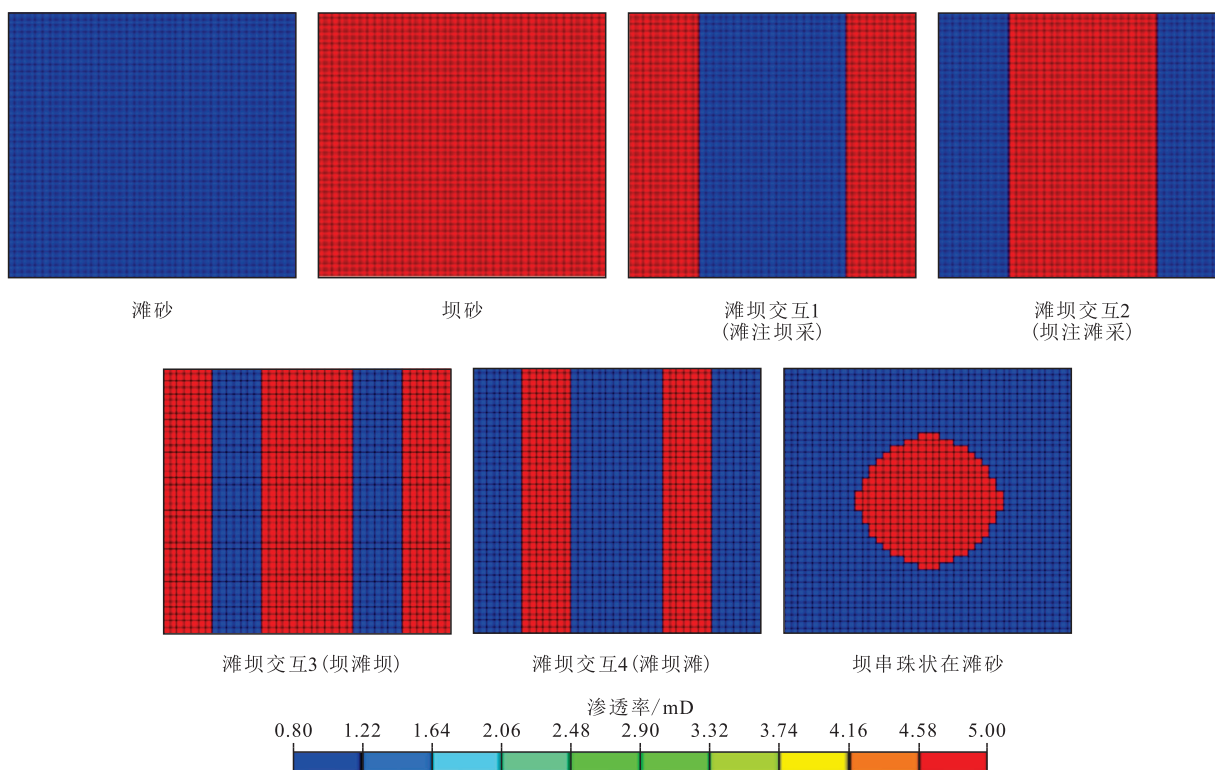 滩砂
坝砂
滩坝交互1
(滩注坝采)
滩坝交互2
(坝注滩采)
滩坝交互3(坝滩坝)
滩坝交互4(滩坝滩)
坝串珠状在滩砂
渗透率/mD
0.80 1.22 1.64 2.06 2.48 2.90 3.32 3.74 4.16 4.58 5.00